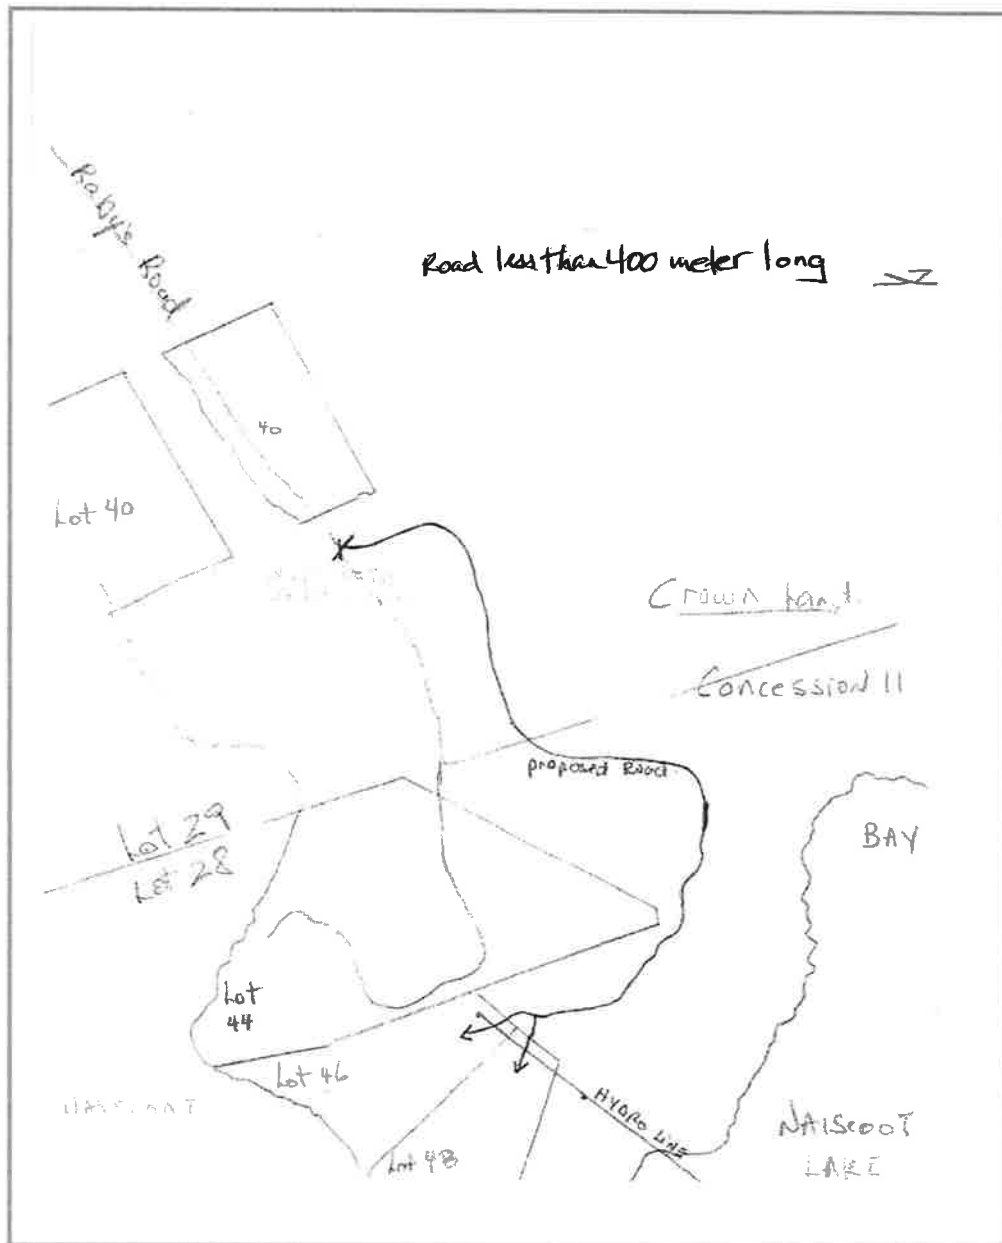 Raby's Road
Road less than 400 meter long
40
Lot 40
Crown Land
Concession 11
proposed Road
Lot 29
Lot 28
BAY
Lot
44
Lot 46
HYDRO LINE
Lot 48
NAISCOOT
LAKE